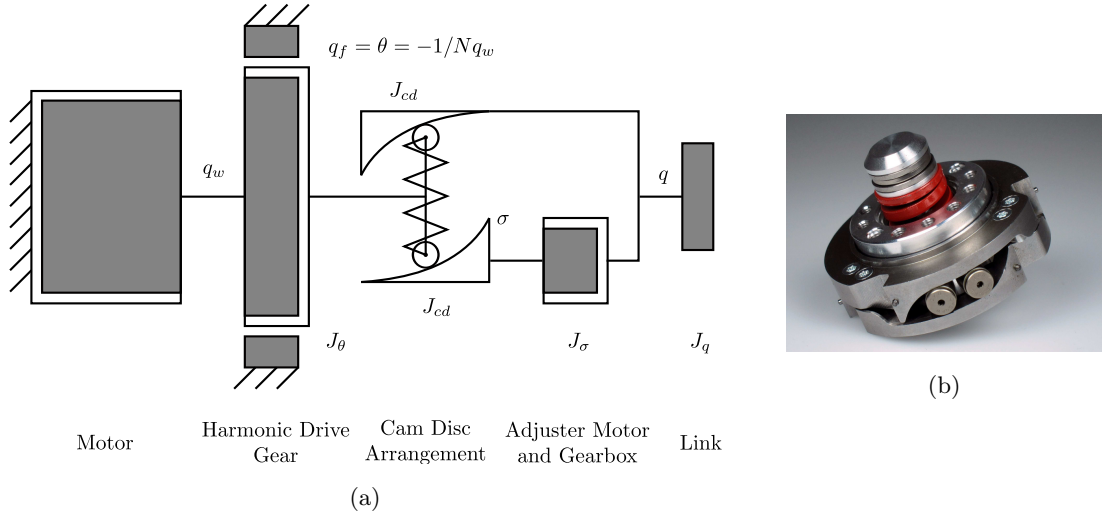 q_f = θ = −1/Nq_w
J_cd
q_w
q
σ
J_cd
J_θ
J_σ
J_q
Motor
Harmonic Drive
Gear
Cam Disc
Arrangement
Adjuster Motor
and Gearbox
Link
(a)
(b)